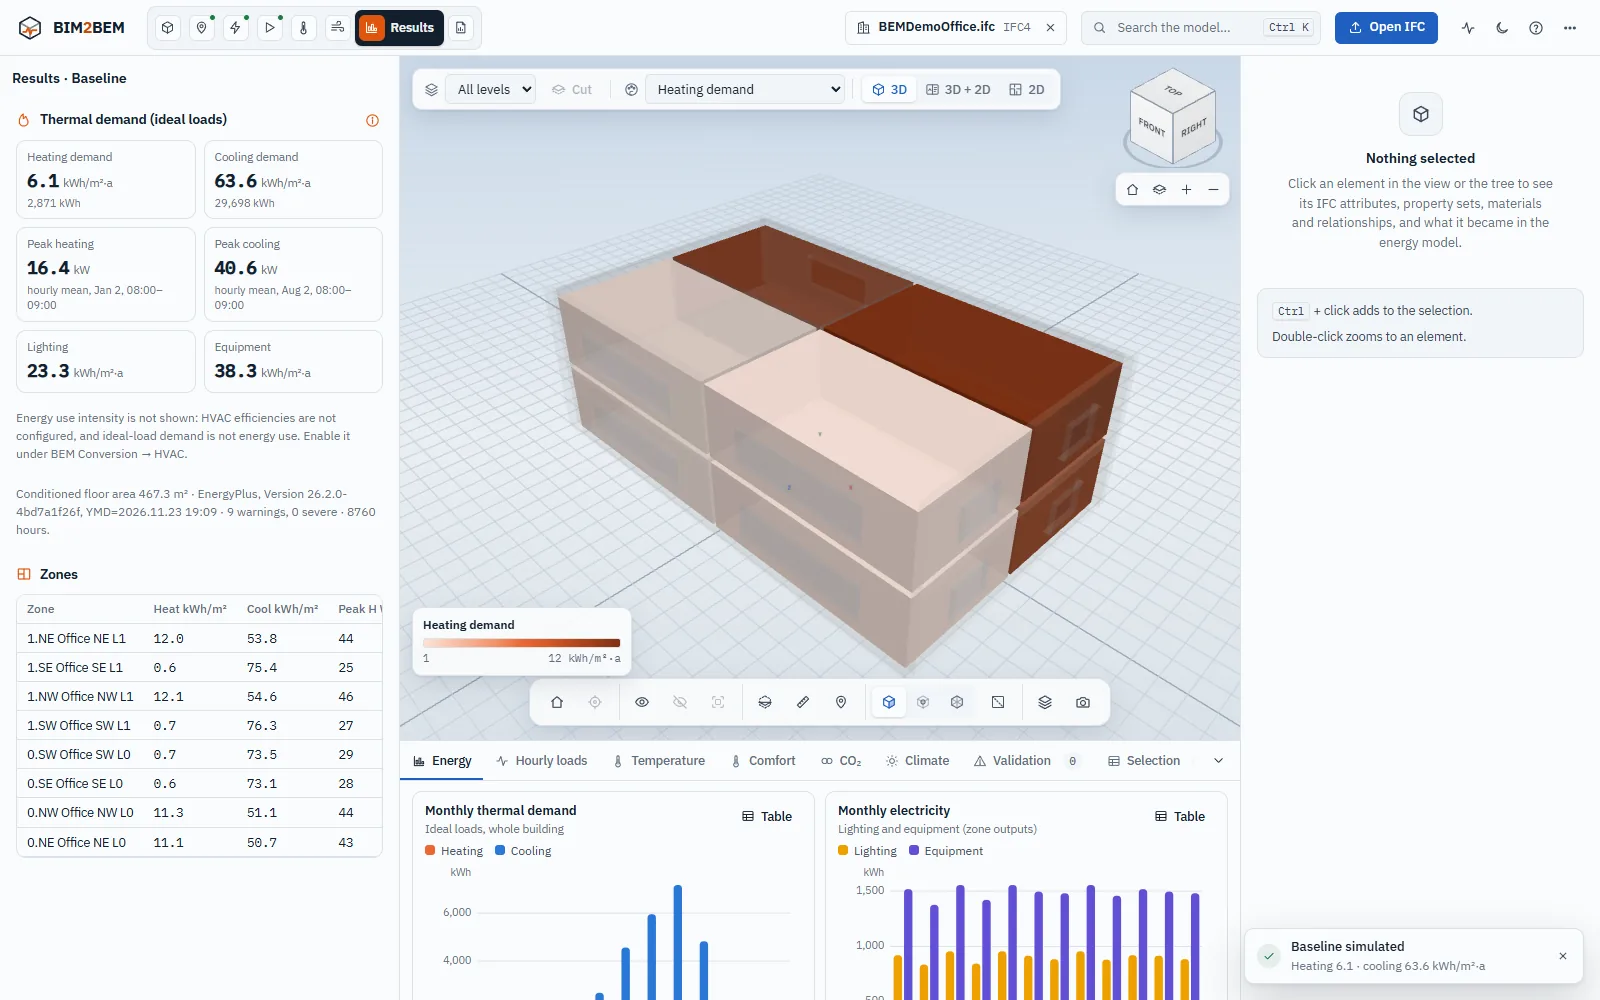 BIM2BEM
Results
BEMDemoOffice.ifc IFC4
Search the model... Ctrl K
Open IFC
Results · Baseline
Thermal demand (ideal loads)
Heating demand
6.1 kWh/m²·a
2,871 kWh
Cooling demand
63.6 kWh/m²·a
29,698 kWh
Peak heating
16.4 kW
hourly mean, Jan 2, 08:00–
09:00
Peak cooling
40.6 kW
hourly mean, Aug 2, 08:00–
09:00
Lighting
23.3 kWh/m²·a
Equipment
38.3 kWh/m²·a
Energy use intensity is not shown: HVAC efficiencies are not
configured, and ideal-load demand is not energy use. Enable it
under BEM Conversion → HVAC.
Conditioned floor area 467.3 m² · EnergyPlus, Version 26.2.0-
4bd7a1f26f, YMD=2026.11.23 19:09 · 9 warnings, 0 severe · 8760
hours.
Zones
Zone Heat kWh/m² Cool kWh/m² Peak H
1.NE Office NE L1 12.0 53.8 44
1.SE Office SE L1 0.6 75.4 25
1.NW Office NW L1 12.1 54.6 46
1.SW Office SW L1 0.7 76.3 27
0.SW Office SW L0 0.7 73.5 29
0.SE Office SE L0 0.6 73.1 28
0.NW Office NW L0 11.3 51.1 44
0.NE Office NE L0 11.1 50.7 43
All levels Cut Heating demand 3D 3D + 2D 2D
TOP
FRONT
RIGHT
Heating demand
1 12 kWh/m²·a
Energy Hourly loads Temperature Comfort CO₂ Climate Validation 0 Selection
Monthly thermal demand
Table
Ideal loads, whole building
Heating Cooling
kWh
6,000
4,000
Monthly electricity
Table
Lighting and equipment (zone outputs)
Lighting Equipment
kWh
1,500
1,000
500
Nothing selected
Click an element in the view or the tree to see
its IFC attributes, property sets, materials
and relationships, and what it became in the
energy model.
Ctrl + click adds to the selection.
Double-click zooms to an element.
Baseline simulated
Heating 6.1 · cooling 63.6 kWh/m²·a